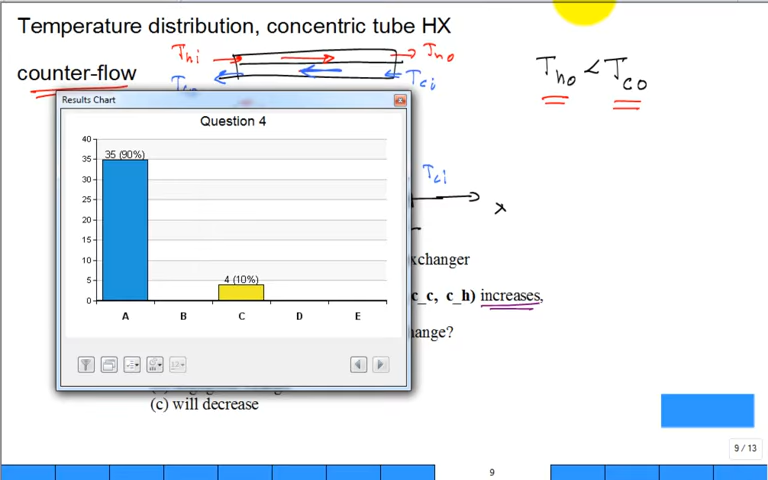 Temperature distribution, concentric tube HX
counter-flow
Thi
Tho
Tci
Tho < Tco
Results Chart
Question 4
40
35
30
25
20
15
10
5
0
35 (90%)
4 (10%)
A B C D E
Tci
x
xchanger
c_c, c_h) increases,
ange?
(c) will decrease
9 / 13
9